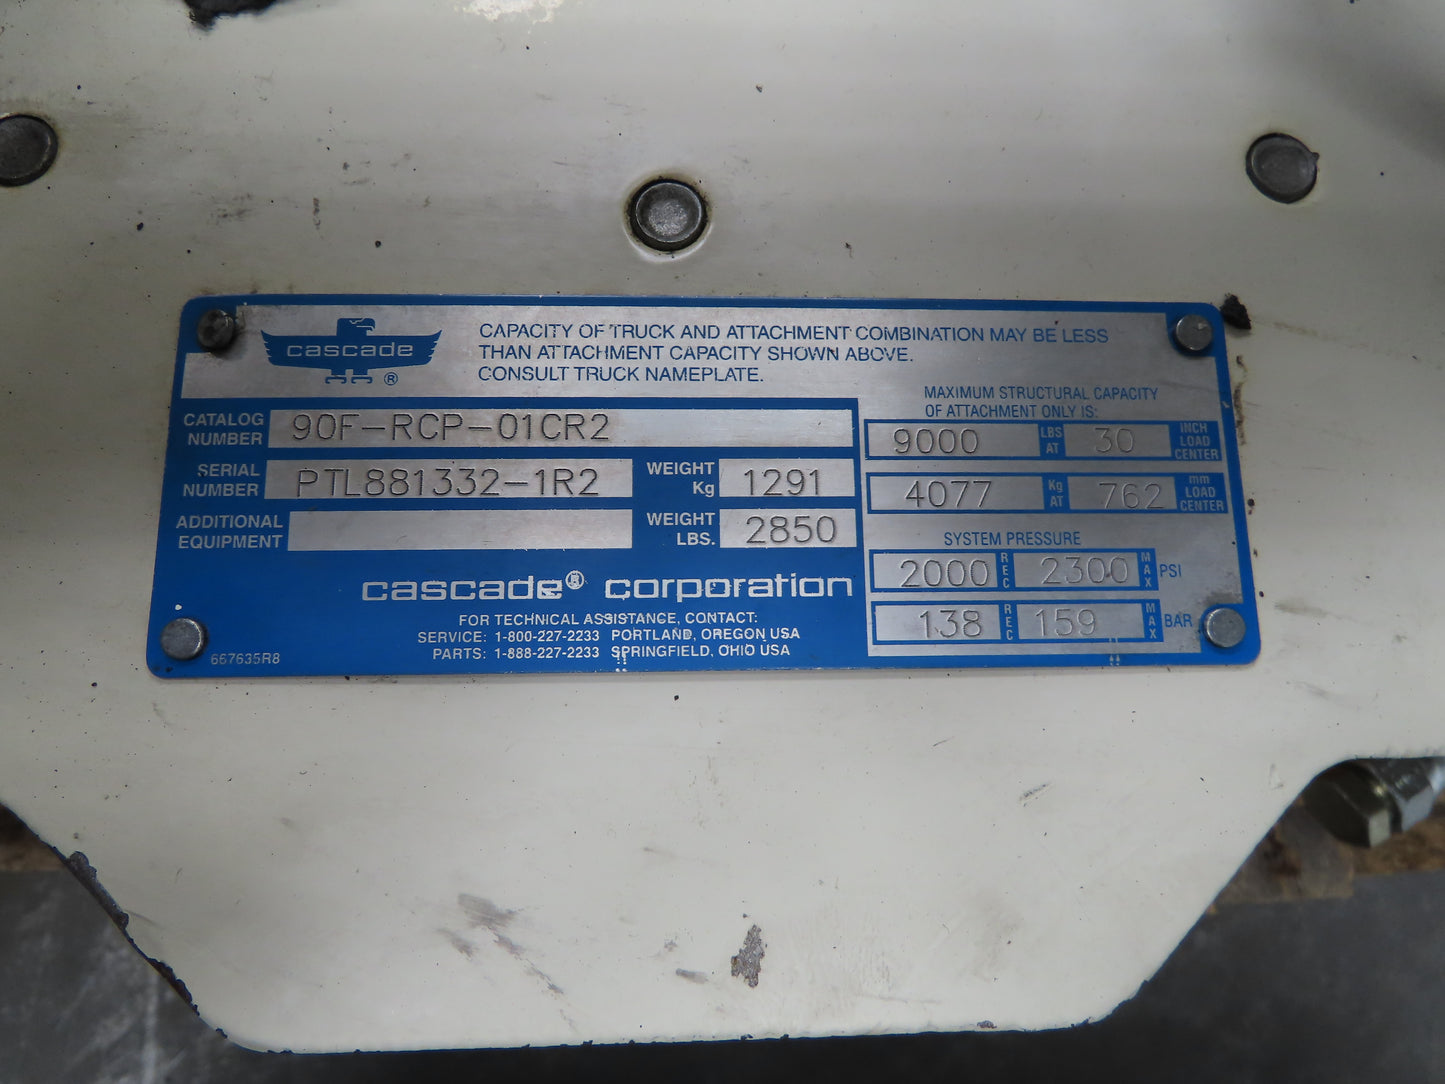 cascade ®
CAPACITY OF TRUCK AND ATTACHMENT COMBINATION MAY BE LESS
THAN ATTACHMENT CAPACITY SHOWN ABOVE.
CONSULT TRUCK NAMEPLATE.
CATALOG NUMBER 90F-RCP-01CR2
SERIAL NUMBER PTL881332-1R2
WEIGHT Kg 1291
ADDITIONAL EQUIPMENT
WEIGHT LBS. 2850
MAXIMUM STRUCTURAL CAPACITY
OF ATTACHMENT ONLY IS:
9000 LBS AT 30 INCH LOAD CENTER
4077 Kg AT 762 mm LOAD CENTER
SYSTEM PRESSURE
2000 REC 2300 MAX PSI
138 REC 159 MAX BAR
cascade® corporation
FOR TECHNICAL ASSISTANCE, CONTACT:
SERVICE: 1-800-227-2233 PORTLAND, OREGON USA
PARTS: 1-888-227-2233 SPRINGFIELD, OHIO USA
667635R8